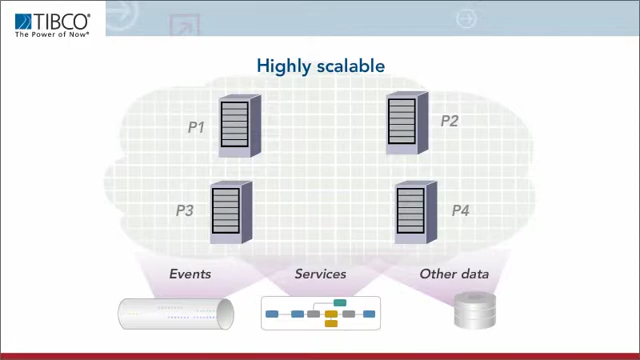 TIBCO®
The Power of Now®
Highly scalable
P1
P2
P3
P4
Events
Services
Other data